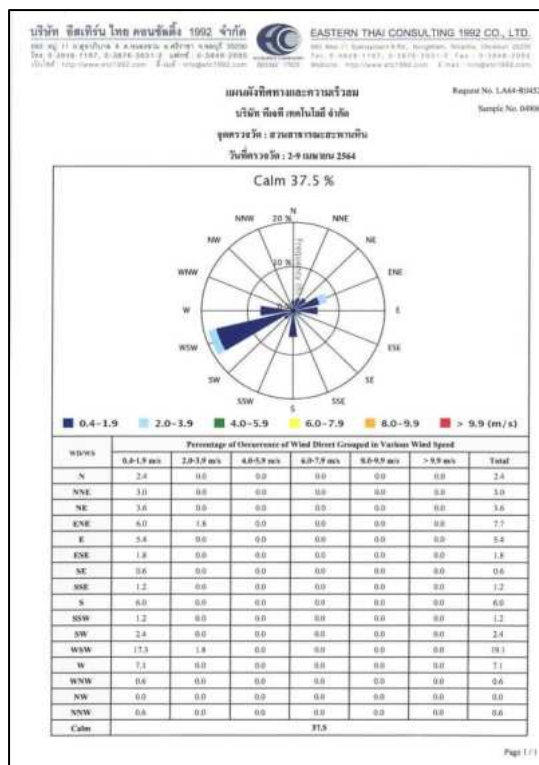 บริษัท อีสเทิร์น ไทย คอนซัลติ้ง 1992 จำกัด
EASTERN THAI CONSULTING 1992 CO., LTD.
แผนผังทิศทางและความเร็วลม
Request No. LA64-R0452
บริษัท พีเอที เทคโนโลยี จำกัด
Sample No. 04906
จุดตรวจวัด : สวนสาธารณะสะพานหิน
วันที่ตรวจวัด : 2-9 เมษายน 2564
Calm 37.5 %
N
20 %
NNW
NNE
NW
NE
10 %
WNW
ENE
W
E
WSW
ESE
SW
SE
SSE
S
0.4-1.9 2.0-3.9 4.0-5.9 6.0-7.9 8.0-9.9 > 9.9 (m/s)
WD/WS Percentage of Occurrence of Wind Direct Grouped in Various Wind Speed
0.4-1.9 m/s 2.0-3.9 m/s 4.0-5.9 m/s 6.0-7.9 m/s 8.0-9.9 m/s > 9.9 m/s Total
N 2.4 0.0 0.0 0.0 0.0 0.0 2.4
NNE 3.0 0.0 0.0 0.0 0.0 0.0 3.0
NE 3.6 0.0 0.0 0.0 0.0 0.0 3.6
ENE 6.0 1.8 0.0 0.0 0.0 0.0 7.7
E 5.4 0.0 0.0 0.0 0.0 0.0 5.4
ESE 1.8 0.0 0.0 0.0 0.0 0.0 1.8
SE 0.6 0.0 0.0 0.0 0.0 0.0 0.6
SSE 1.2 0.0 0.0 0.0 0.0 0.0 1.2
S 6.0 0.0 0.0 0.0 0.0 0.0 6.0
SSW 1.2 0.0 0.0 0.0 0.0 0.0 1.2
SW 2.4 0.0 0.0 0.0 0.0 0.0 2.4
WSW 17.3 1.8 0.0 0.0 0.0 0.0 19.1
W 7.1 0.0 0.0 0.0 0.0 0.0 7.1
WNW 0.6 0.0 0.0 0.0 0.0 0.0 0.6
NW 0.0 0.0 0.0 0.0 0.0 0.0 0.0
NNW 0.6 0.0 0.0 0.0 0.0 0.0 0.6
Calm 37.5
Page 1/1